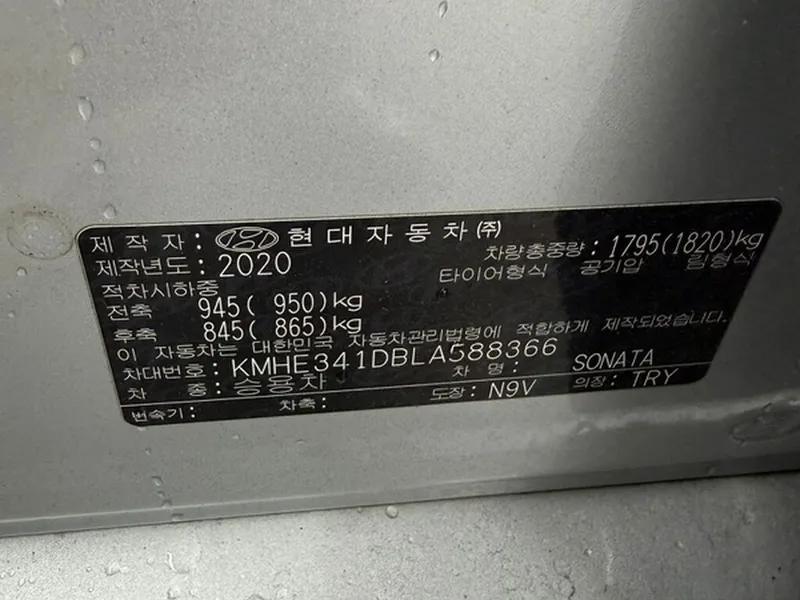 제 작 자 : 현대자동차㈜
제작년도 : 2020 차량총중량 : 1795(1820)kg
적차시하중 타이어형식 공기압 림형식
전축 945( 950)kg
후축 845( 865)kg
이 자동차는 대한민국 자동차관리법령에 적합하게 제작되었습니다.
차대번호 : KMHE341DBLA588366 차 명 : SONATA
차 종 : 승용차 도장 : N9V 의장 : TRY
변속기 : 차축 :